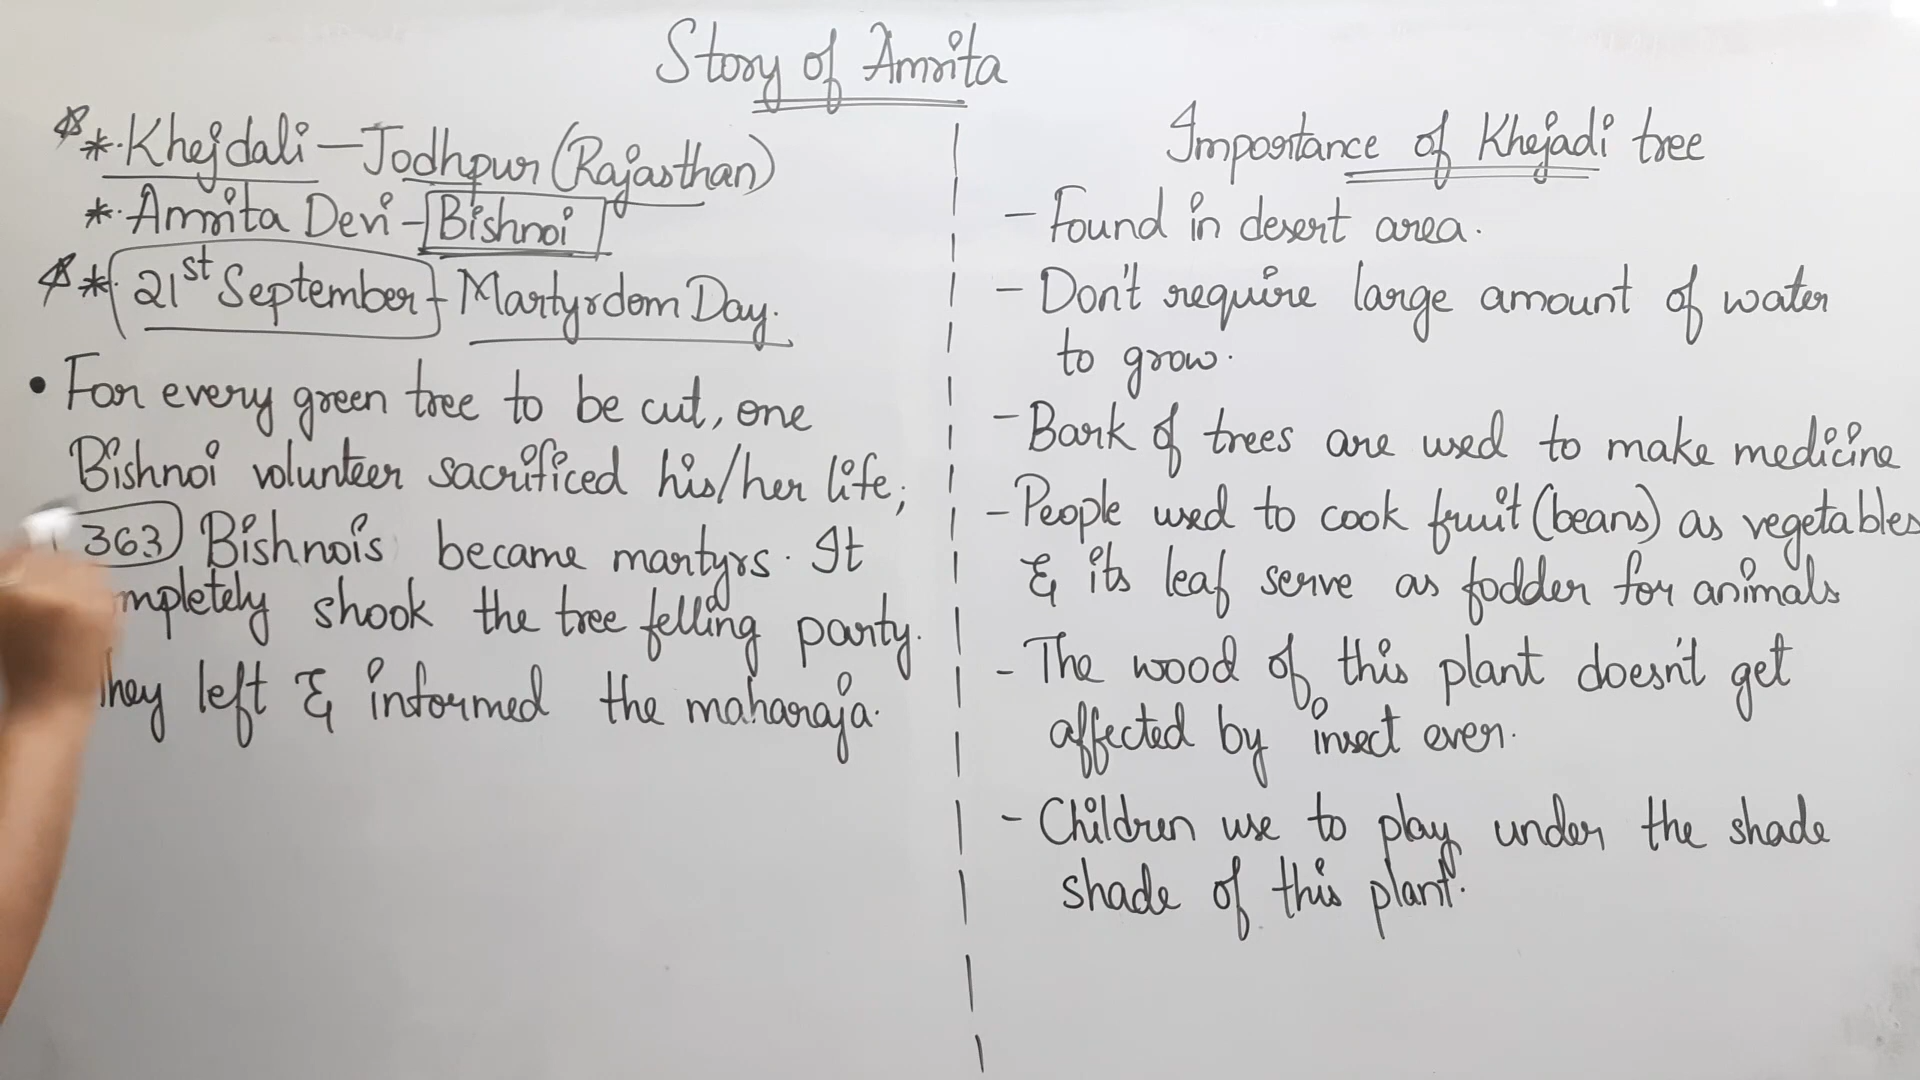 Story of Amrita
* Khejdali – Jodhpur (Rajasthan)
* Amrita Devi – Bishnoi
* 21st September – Martyrdom Day.
• For every green tree to be cut, one
Bishnoi volunteer sacrificed his/her life;
363 Bishnois became martyrs. It
mpletely shook the tree felling party.
hey left & informed the maharaja.
Importance of Khejadi tree
– Found in desert area.
– Don't require large amount of water
to grow.
– Bark of trees are used to make medicine
– People used to cook fruit (beans) as vegetables
& its leaf serve as fodder for animals
– The wood of this plant doesn't get
affected by insect ever.
– Children use to play under the shade
shade of this plant.